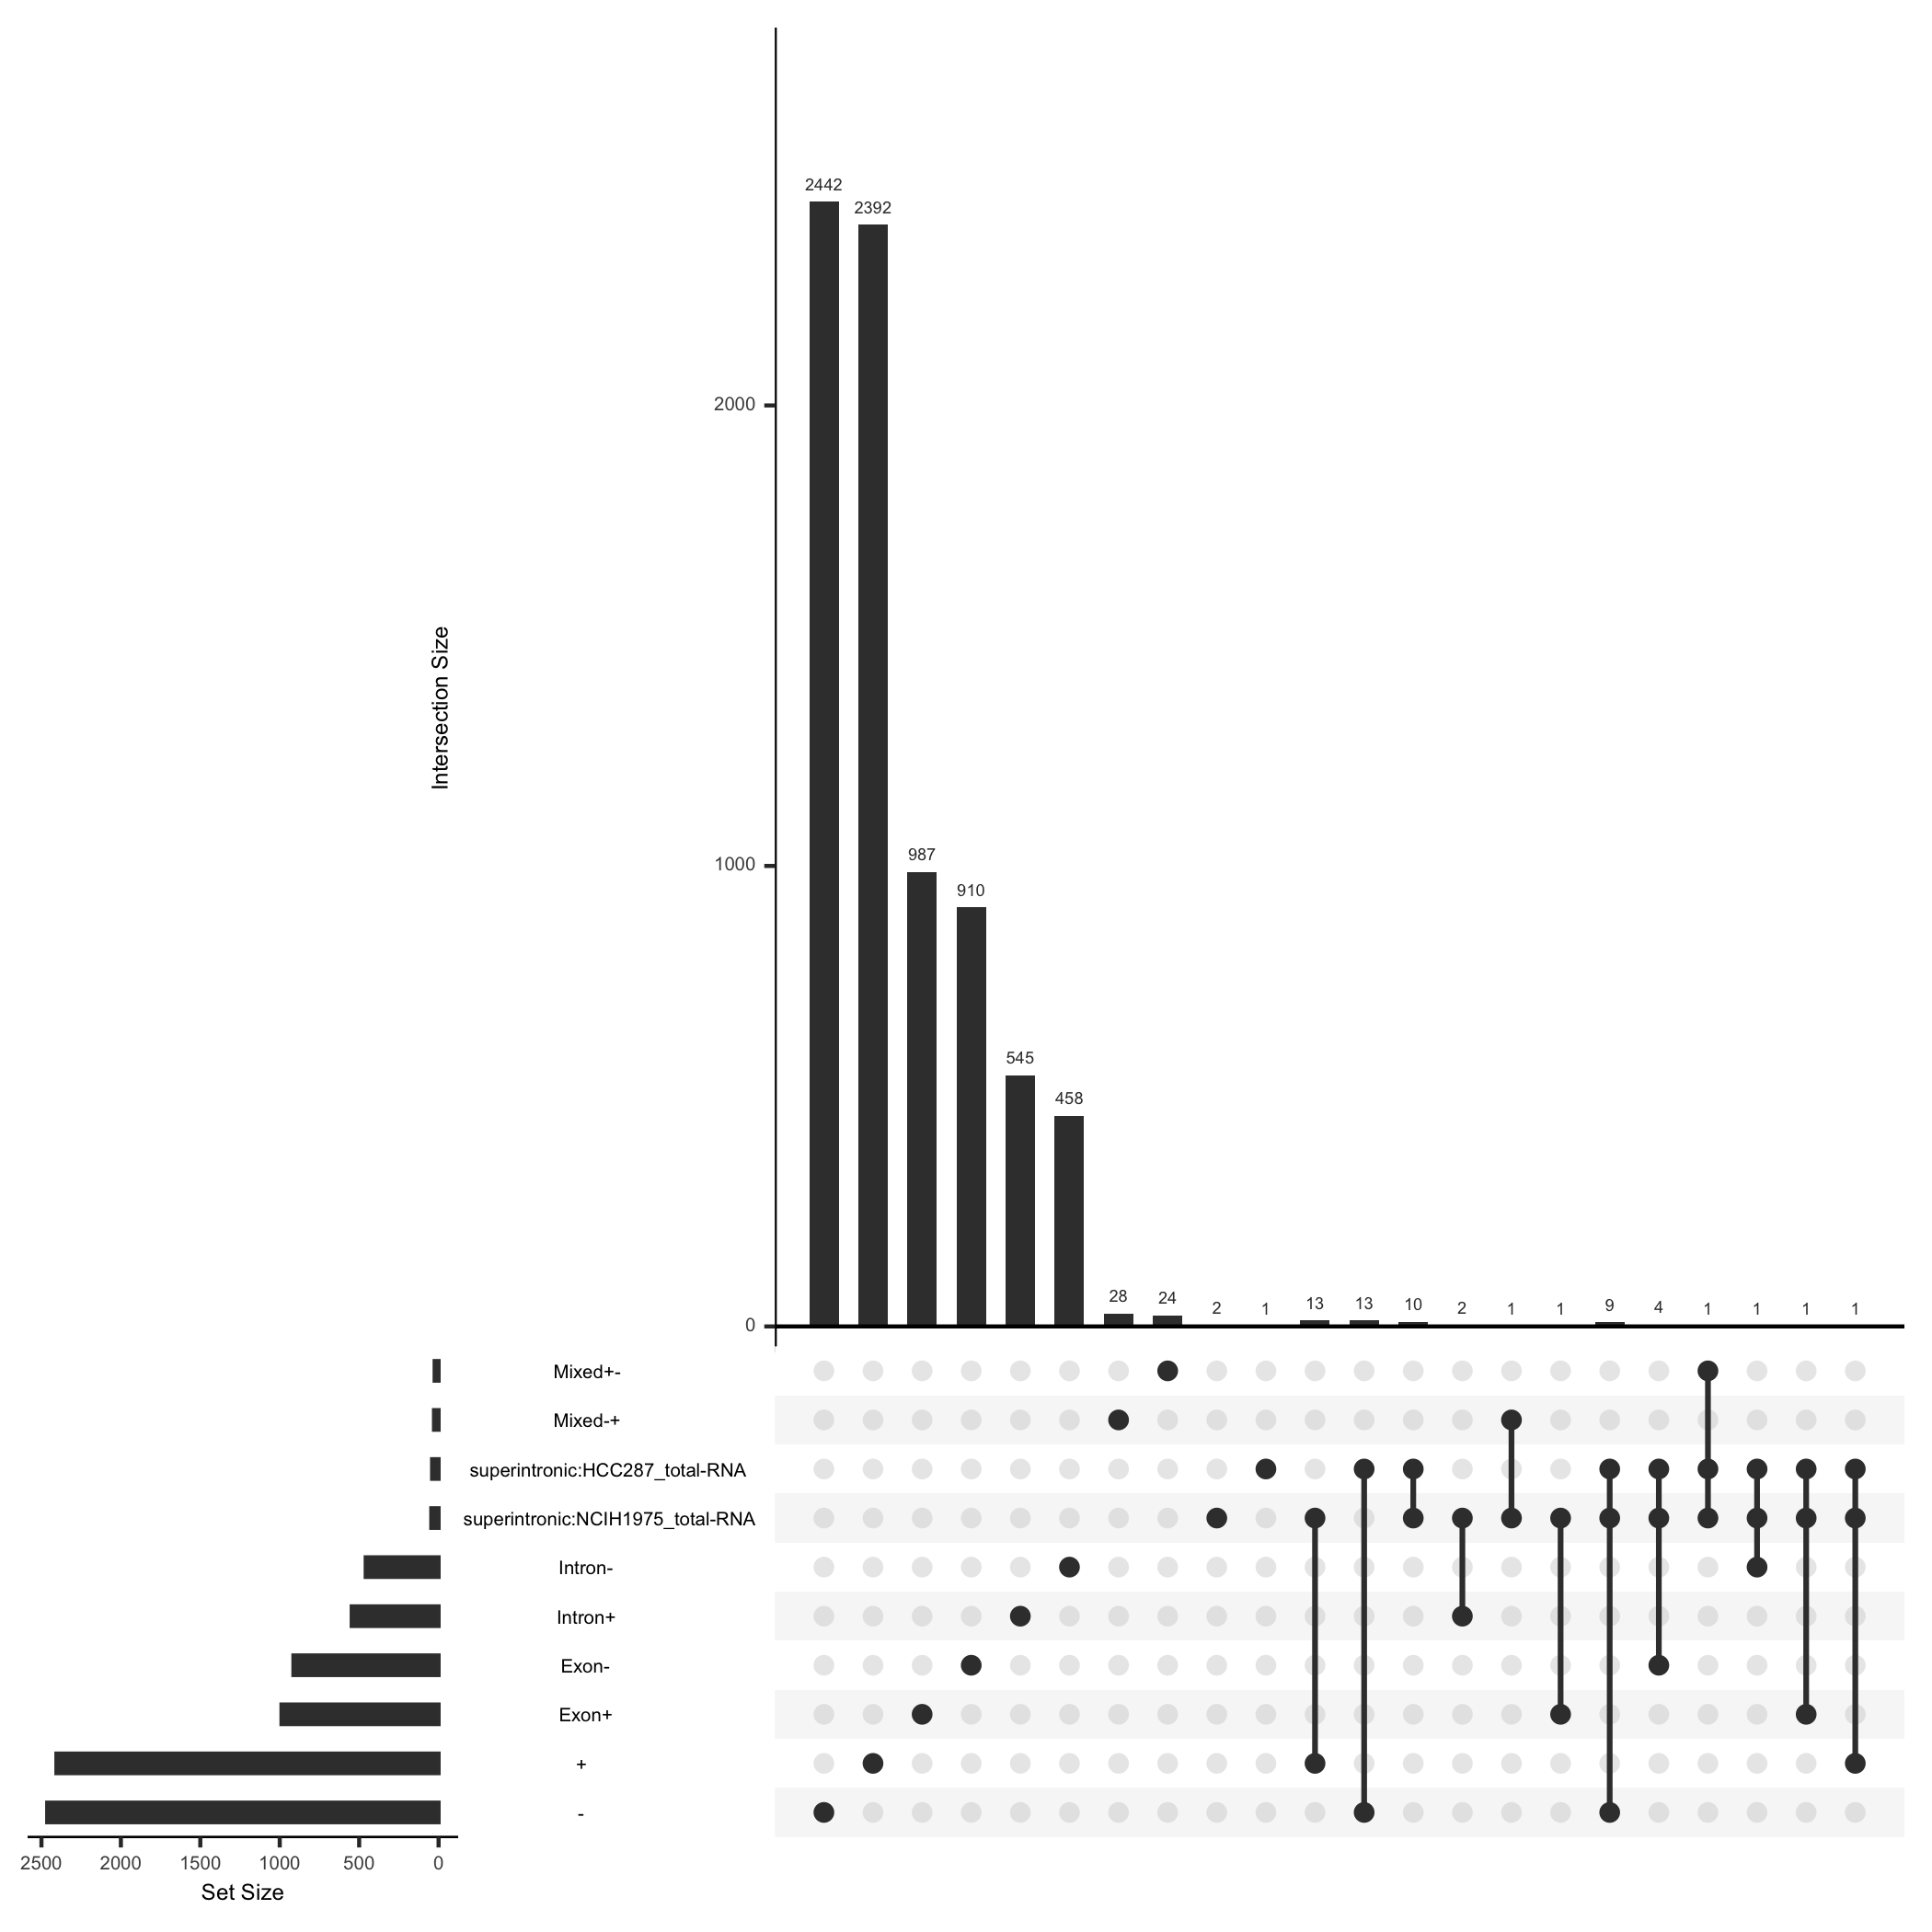 2442
2392
987
910
545
458
28
24
2
1
13
13
10
2
1
1
9
4
1
1
1
1
2000
1000
0
Intersection Size
Mixed+-
Mixed-+
superintronic:HCC287_total-RNA
superintronic:NCIH1975_total-RNA
Intron-
Intron+
Exon-
Exon+
+
-
2500 2000 1500 1000 500 0
Set Size